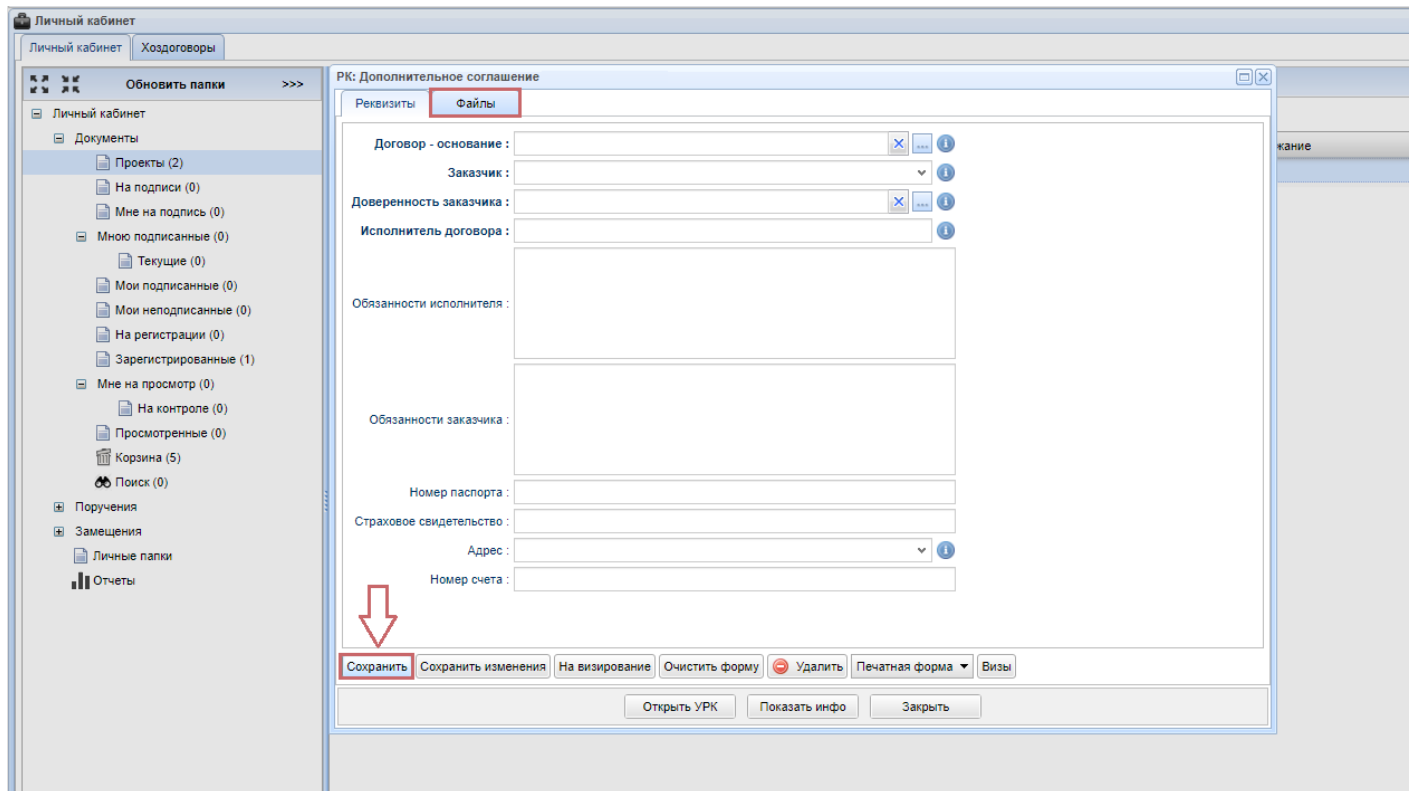 Личный кабинет
Личный кабинет
Хоздоговоры
Обновить папки
>>>
Личный кабинет
Документы
Проекты (2)
На подписи (0)
Мне на подпись (0)
Мною подписанные (0)
Текущие (0)
Мои подписанные (0)
Мои неподписанные (0)
На регистрации (0)
Зарегистрированные (1)
Мне на просмотр (0)
На контроле (0)
Просмотренные (0)
Корзина (5)
Поиск (0)
Поручения
Замещения
Личные папки
Отчеты
РК: Дополнительное соглашение
Реквизиты
Файлы
Договор - основание :
...
Заказчик :
Доверенность заказчика :
...
Исполнитель договора :
Обязанности исполнителя :
Обязанности заказчика :
Номер паспорта :
Страховое свидетельство :
Адрес :
Номер счета :
Сохранить
Сохранить изменения
На визирование
Очистить форму
Удалить
Печатная форма
Визы
Открыть УРК
Показать инфо
Закрыть
жание